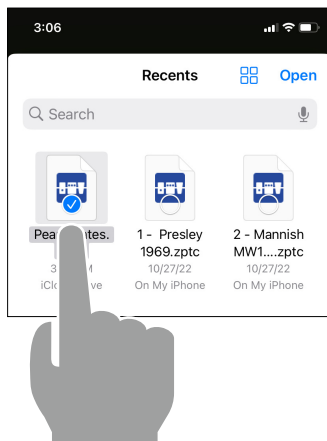 3:06
Recents
Open
Search
1 - Presley
1969.zptc
10/27/22
On My iPhone
2 - Mannish
MW1....zptc
10/27/22
On My iPhone